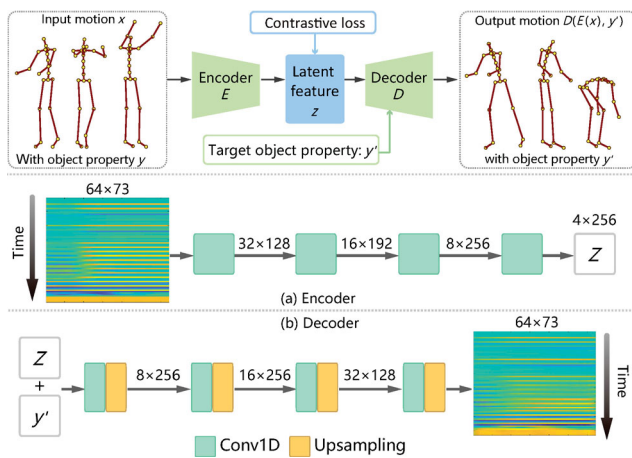 Input motion x
With object property y
Encoder
E
Contrastive loss
Latent
feature
z
Decoder
D
Target object property: y'
Output motion D(E(x), y')
with object property y'
64×73
Time
32×128
16×192
8×256
4×256
Z
(a) Encoder
(b) Decoder
Z
+
y'
8×256
16×256
32×128
64×73
Time
Conv1D
Upsampling